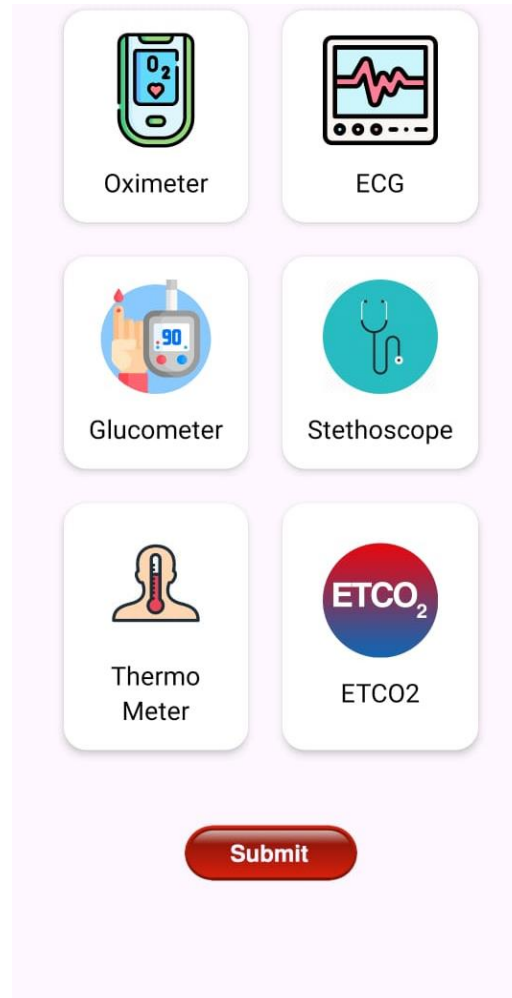 O2
Oximeter
ECG
90
Glucometer
Stethoscope
Thermo
Meter
ETCO2
ETCO2
Submit